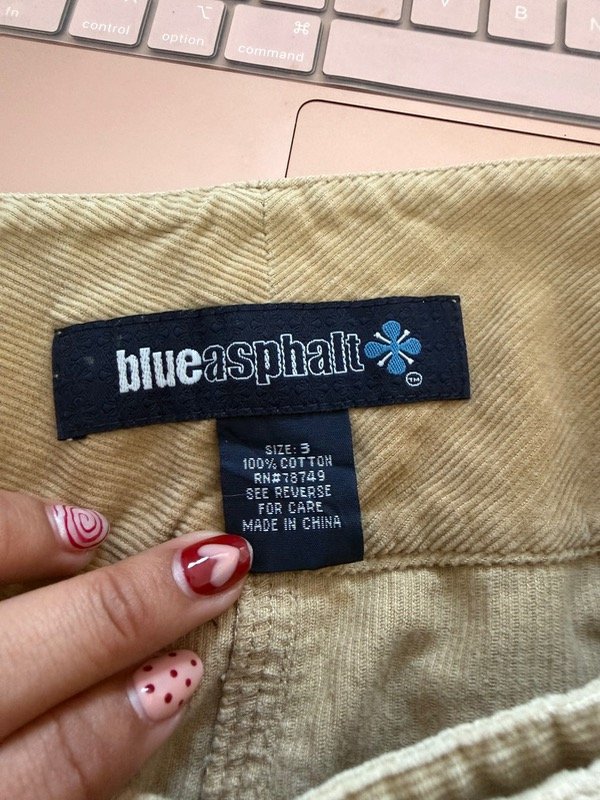 fn
control
⌥
option
⌘
command
V
B
N
blueasphalt
TM
SIZE: 3
100% COTTON
RN#78749
SEE REVERSE
FOR CARE
MADE IN CHINA